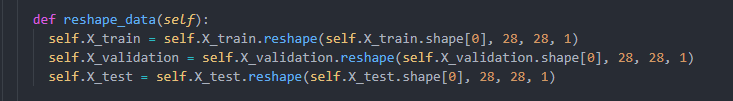 def reshape_data(self):
self.X_train = self.X_train.reshape(self.X_train.shape[0], 28, 28, 1)
self.X_validation = self.X_validation.reshape(self.X_validation.shape[0], 28, 28, 1)
self.X_test = self.X_test.reshape(self.X_test.shape[0], 28, 28, 1)